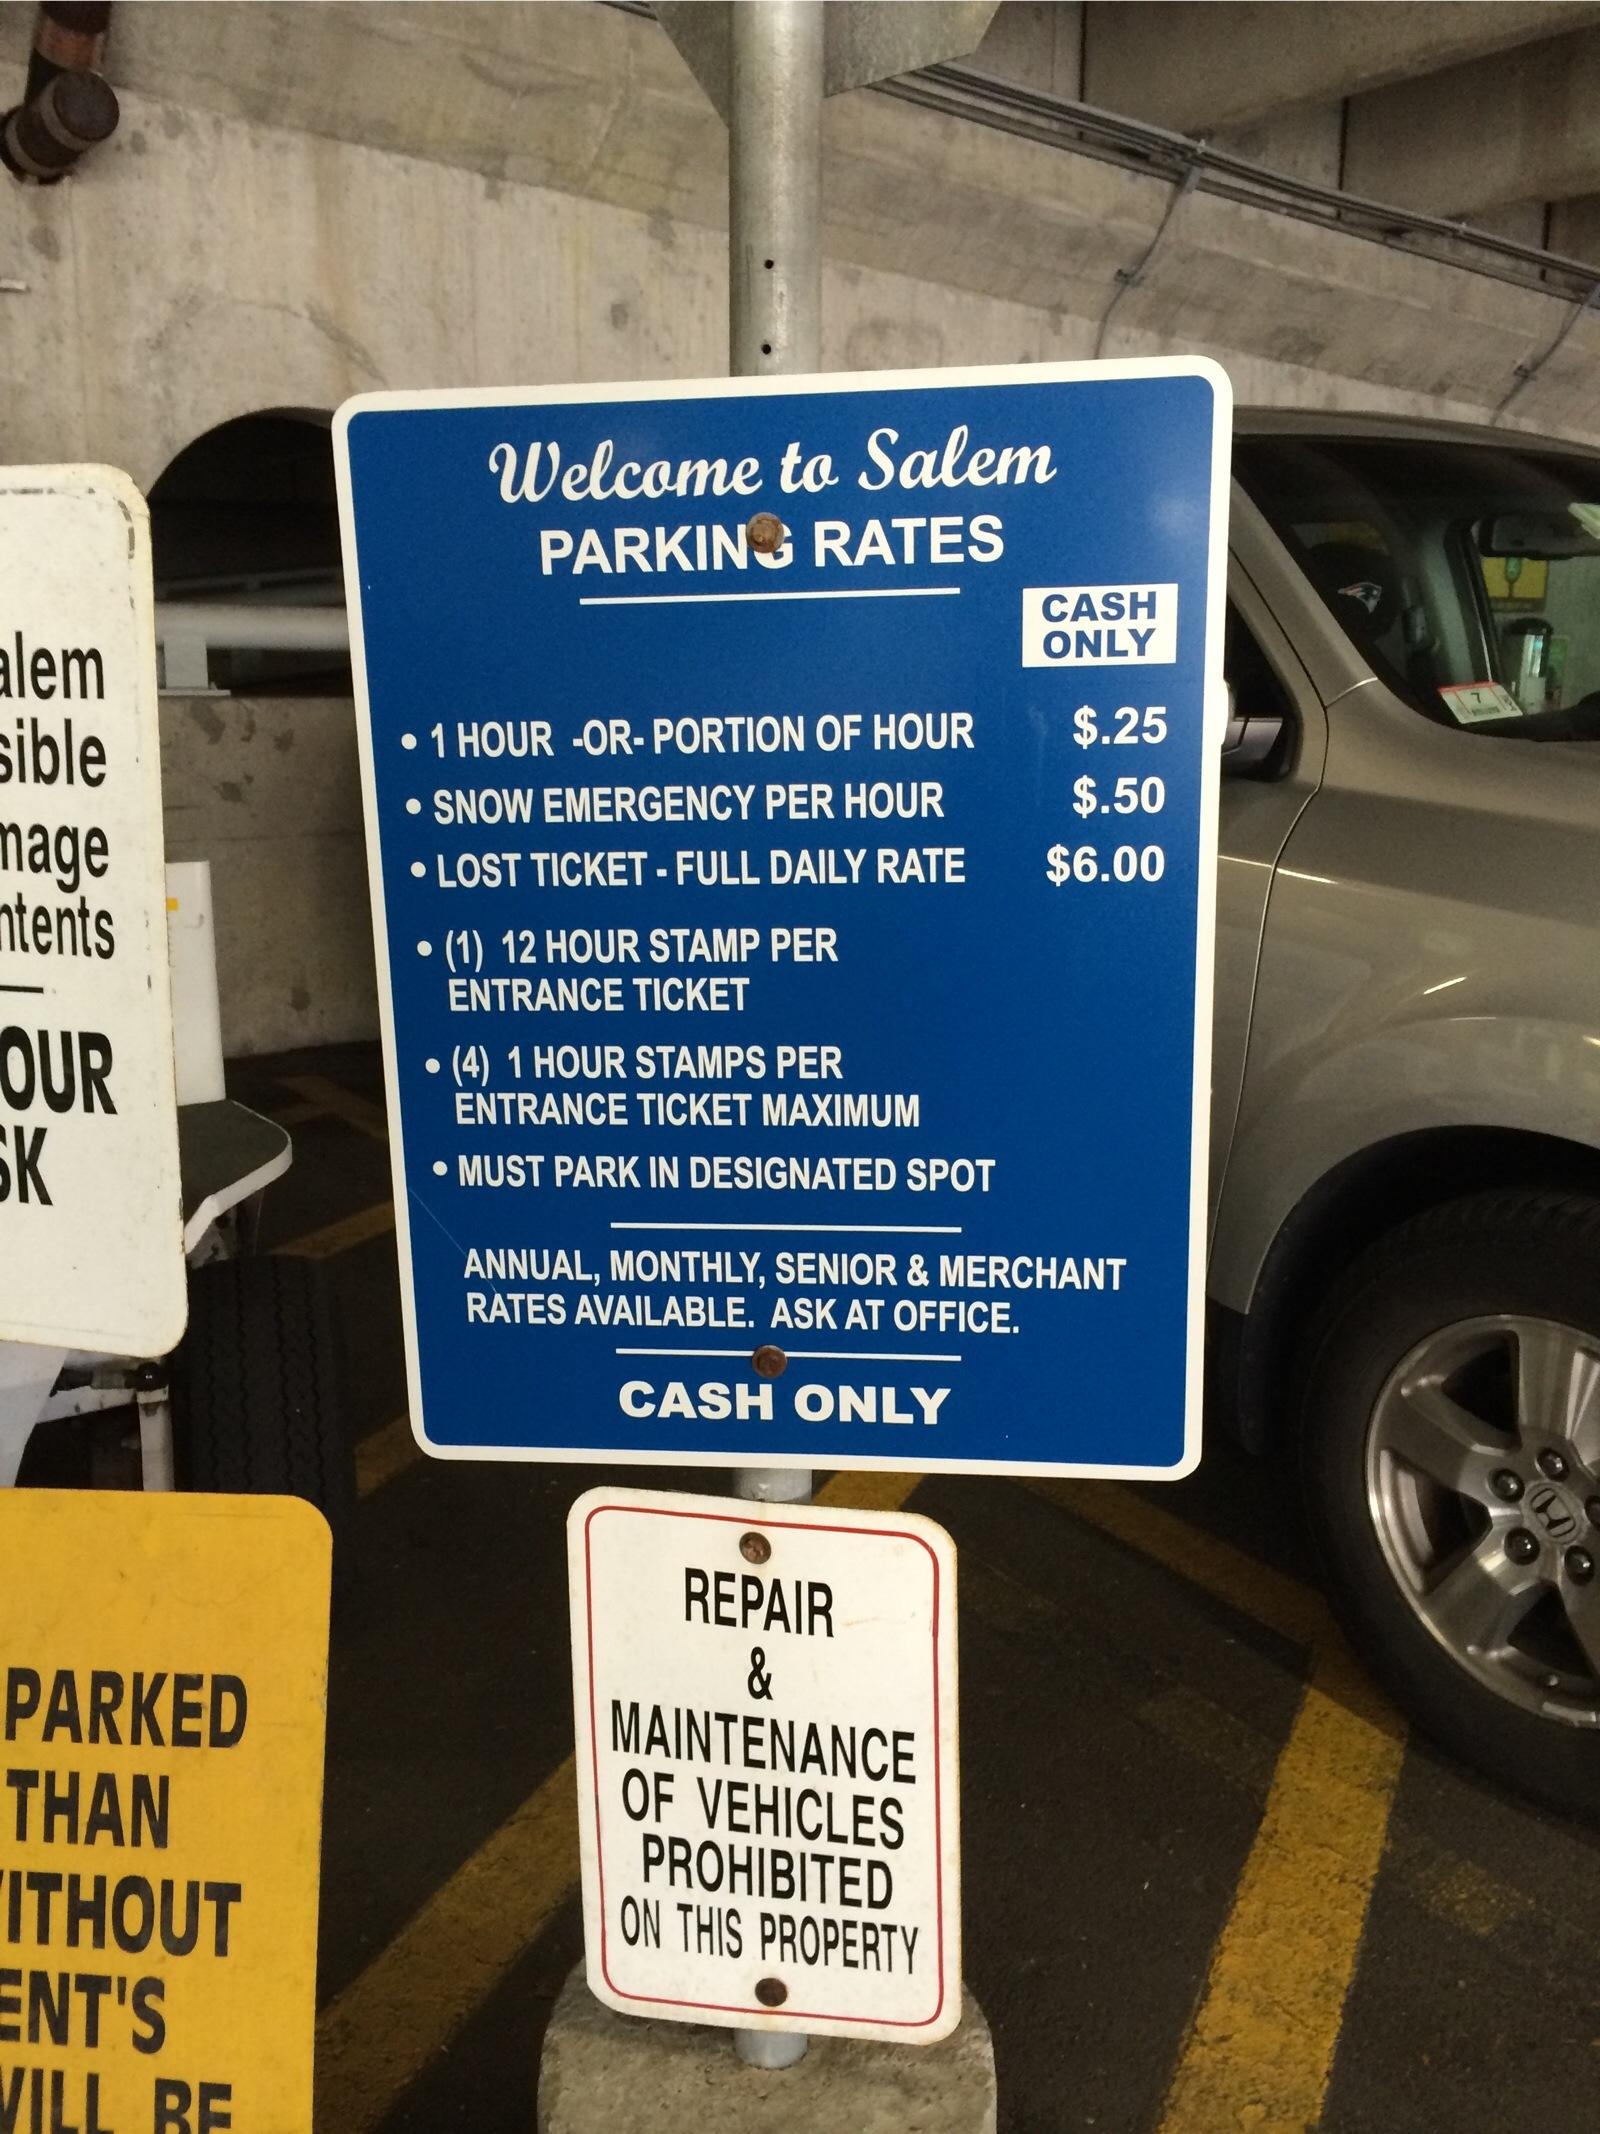 Welcome to Salem
PARKING RATES
CASH
ONLY
• 1 HOUR -OR- PORTION OF HOUR $.25
• SNOW EMERGENCY PER HOUR $.50
• LOST TICKET - FULL DAILY RATE $6.00
• (1) 12 HOUR STAMP PER
ENTRANCE TICKET
• (4) 1 HOUR STAMPS PER
ENTRANCE TICKET MAXIMUM
• MUST PARK IN DESIGNATED SPOT
ANNUAL, MONTHLY, SENIOR & MERCHANT
RATES AVAILABLE. ASK AT OFFICE.
CASH ONLY
REPAIR
&
MAINTENANCE
OF VEHICLES
PROHIBITED
ON THIS PROPERTY
alem
sible
mage
ntents
OUR
SK
PARKED
THAN
ITHOUT
ENT'S
WILL BE
7